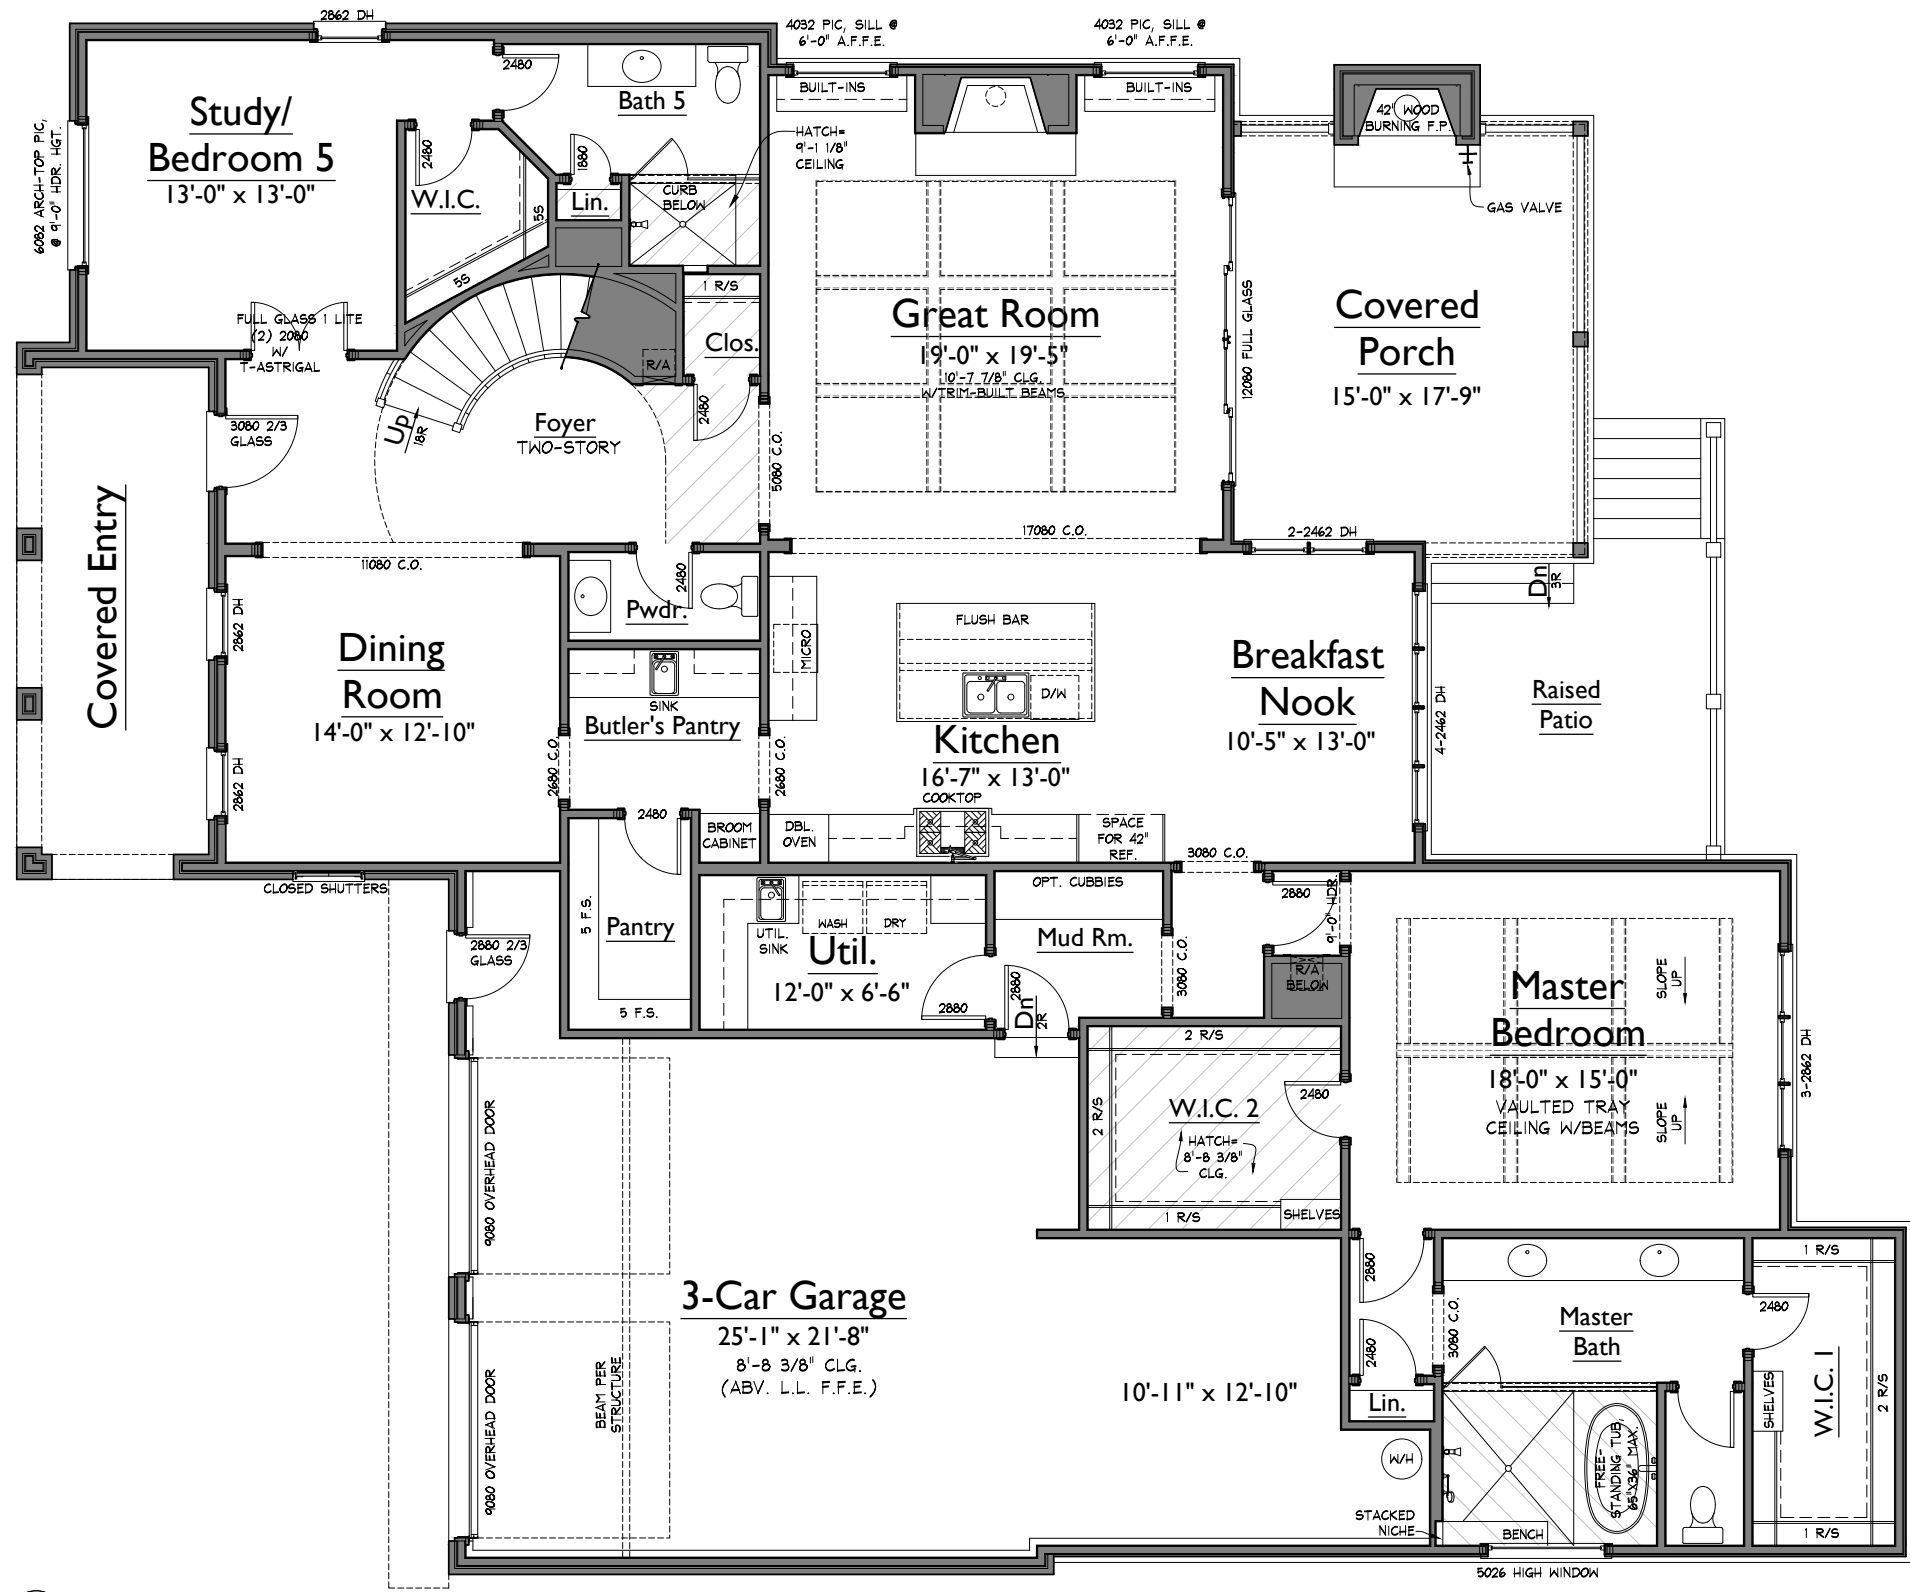 2862 DH
4032 PIC, SILL @
6'-0" A.F.F.E.
4032 PIC, SILL @
6'-0" A.F.F.E.
2480
Bath 5
BUILT-INS
BUILT-INS
Study/
Bedroom 5
13'-0" x 13'-0"
6082 ARCH-TOP PIC,
@ 9'-0" HDR. HGT.
2480
W.I.C.
5S
5S
1880
Lin.
CURB
BELOW
HATCH=
9'-1 1/8"
CEILING
42" WOOD
BURNING F.P.
GAS VALVE
1 R/S
Clos.
R/A
2480
FULL GLASS 1 LITE
(2) 2080
W/
T-ASTRIGAL
Great Room
19'-0" x 19'-5"
10'-7 7/8" CLG.
W/TRIM-BUILT BEAMS
12080 FULL GLASS
Covered
Porch
15'-0" x 17'-9"
3080 2/3
GLASS
Up
18R
Foyer
TWO-STORY
5080 C.O.
Covered Entry
11080 C.O.
17080 C.O.
2-2462 DH
Dn
3R
2480
Pwdr.
2862 DH
2862 DH
Dining
Room
14'-0" x 12'-10"
MICRO
FLUSH BAR
D/W
SINK
Butler's Pantry
2680 C.O.
2680 C.O.
Kitchen
16'-7" x 13'-0"
COOKTOP
Breakfast
Nook
10'-5" x 13'-0"
4-2462 DH
Raised
Patio
2480
BROOM
CABINET
DBL.
OVEN
SPACE
FOR 42"
REF.
3080 C.O.
CLOSED SHUTTERS
5 F.S.
Pantry
5 F.S.
2880 2/3
GLASS
UTIL.
SINK
WASH
DRY
Util.
12'-0" x 6'-6"
2880
OPT. CUBBIES
Mud Rm.
2880
Dn
2R
3080 C.O.
2880
9'-0" HDR.
R/A
BELOW
Master
Bedroom
18'-0" x 15'-0"
VAULTED TRAY
CEILING W/BEAMS
SLOPE
UP
SLOPE
UP
3-2862 DH
2 R/S
2 R/S
W.I.C. 2
HATCH=
8'-8 3/8"
CLG.
2480
1 R/S
SHELVES
9080 OVERHEAD DOOR
9080 OVERHEAD DOOR
BEAM PER
STRUCTURE
3-Car Garage
25'-1" x 21'-8"
8'-8 3/8" CLG.
(ABV. L.L. F.F.E.)
10'-11" x 12'-10"
2880
2480
3080 C.O.
Lin.
W/H
STACKED
NICHE
Master
Bath
2480
1 R/S
W.I.C. 1
2 R/S
SHELVES
1 R/S
FREE-
STANDING TUB,
65"X36" MAX.
BENCH
5026 HIGH WINDOW